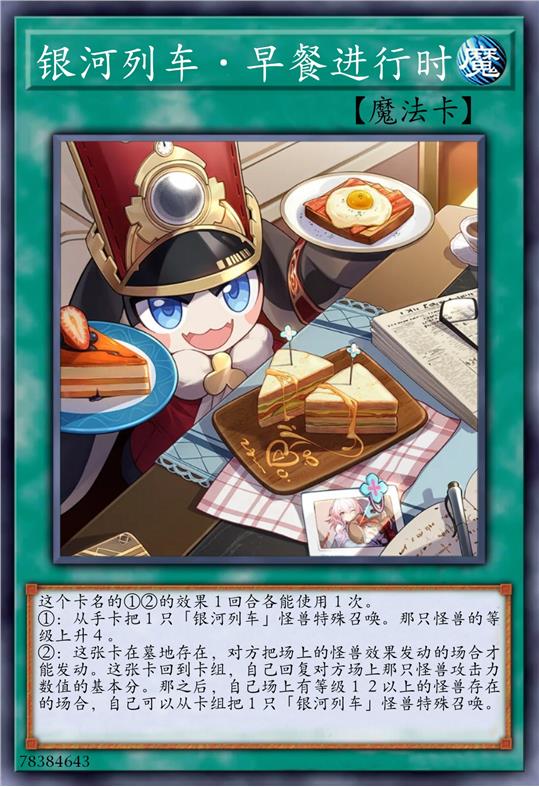 银河列车·早餐进行时
魔
【魔法卡】
这个卡名的①②的效果１回合各能使用１次。
①：从手卡把１只「银河列车」怪兽特殊召唤。那只怪兽的等
级上升４。
②：这张卡在墓地存在，对方把场上的怪兽效果发动的场合才
能发动。这张卡回到卡组，自己回复对方场上那只怪兽攻击力
数值的基本分。那之后，自己场上有等级１２以上的怪兽存在
的场合，自己可以从卡组把１只「银河列车」怪兽特殊召唤。
78384643